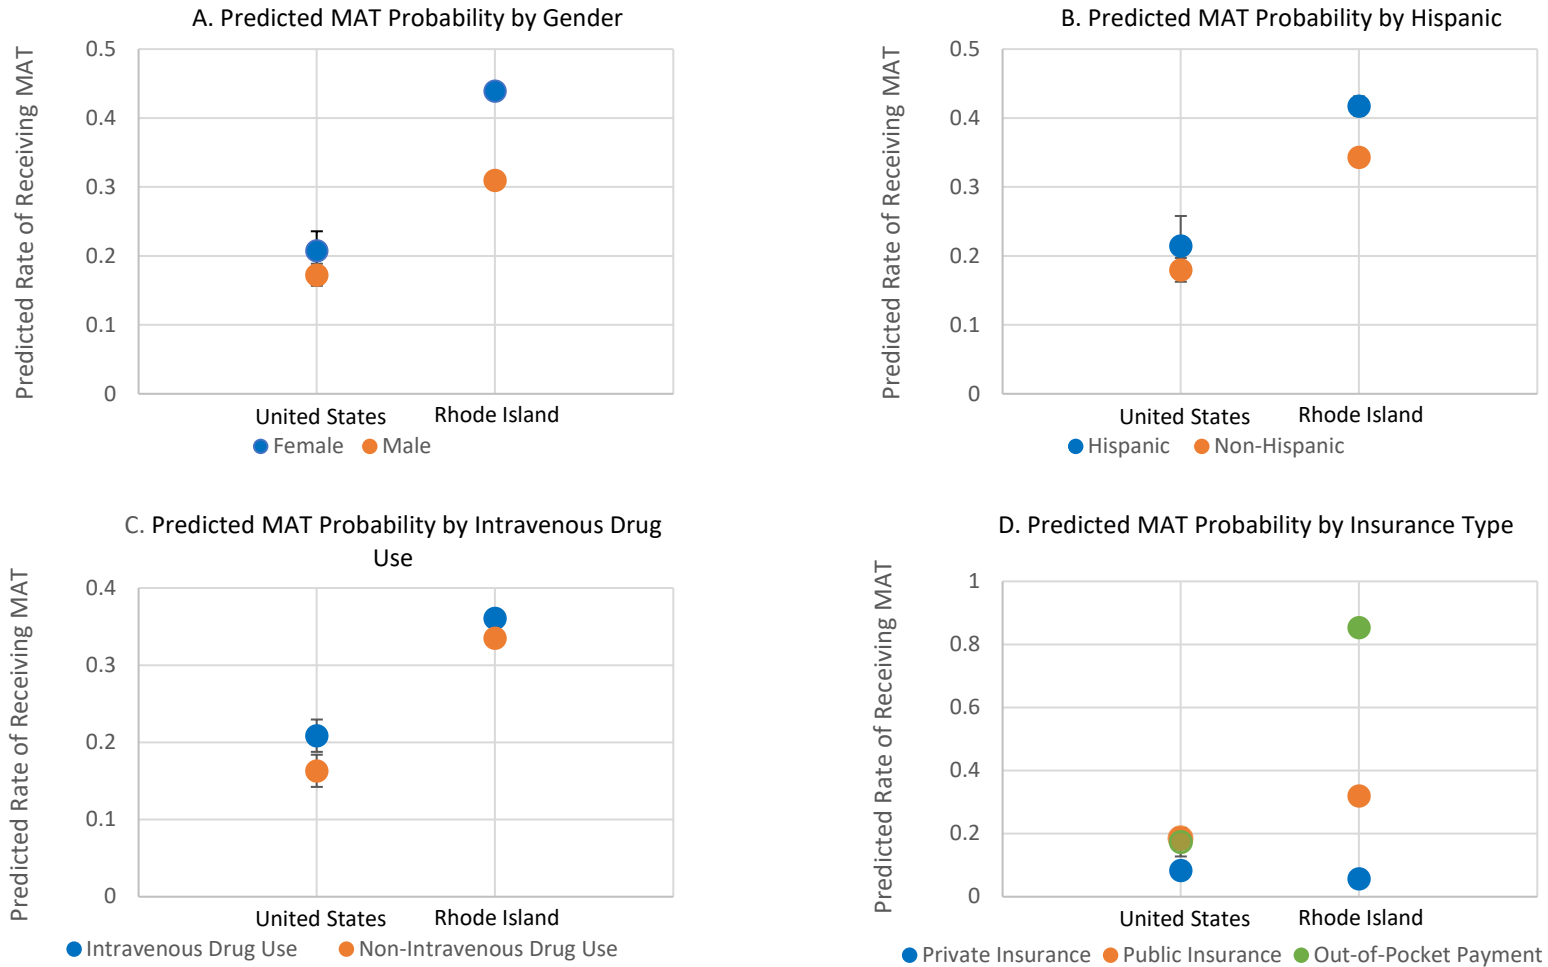 A. Predicted MAT Probability by Gender
Predicted Rate of Receiving MAT
0.5
0.4
0.3
0.2
0.1
0
United States
Rhode Island
Female
Male
B. Predicted MAT Probability by Hispanic
Predicted Rate of Receiving MAT
0.5
0.4
0.3
0.2
0.1
0
United States
Rhode Island
Hispanic
Non-Hispanic
C. Predicted MAT Probability by Intravenous Drug
Use
Predicted Rate of Receiving MAT
0.4
0.3
0.2
0.1
0
United States
Rhode Island
Intravenous Drug Use
Non-Intravenous Drug Use
D. Predicted MAT Probability by Insurance Type
Predicted Rate of Receiving MAT
1
0.8
0.6
0.4
0.2
0
United States
Rhode Island
Private Insurance
Public Insurance
Out-of-Pocket Payment